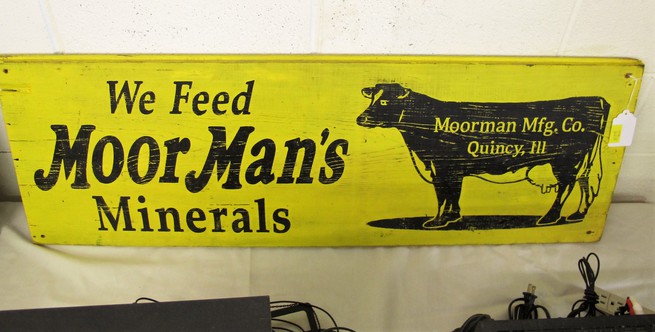 We Feed
MoorMan's
Minerals
Moorman Mfg. Co.
Quincy, Ill